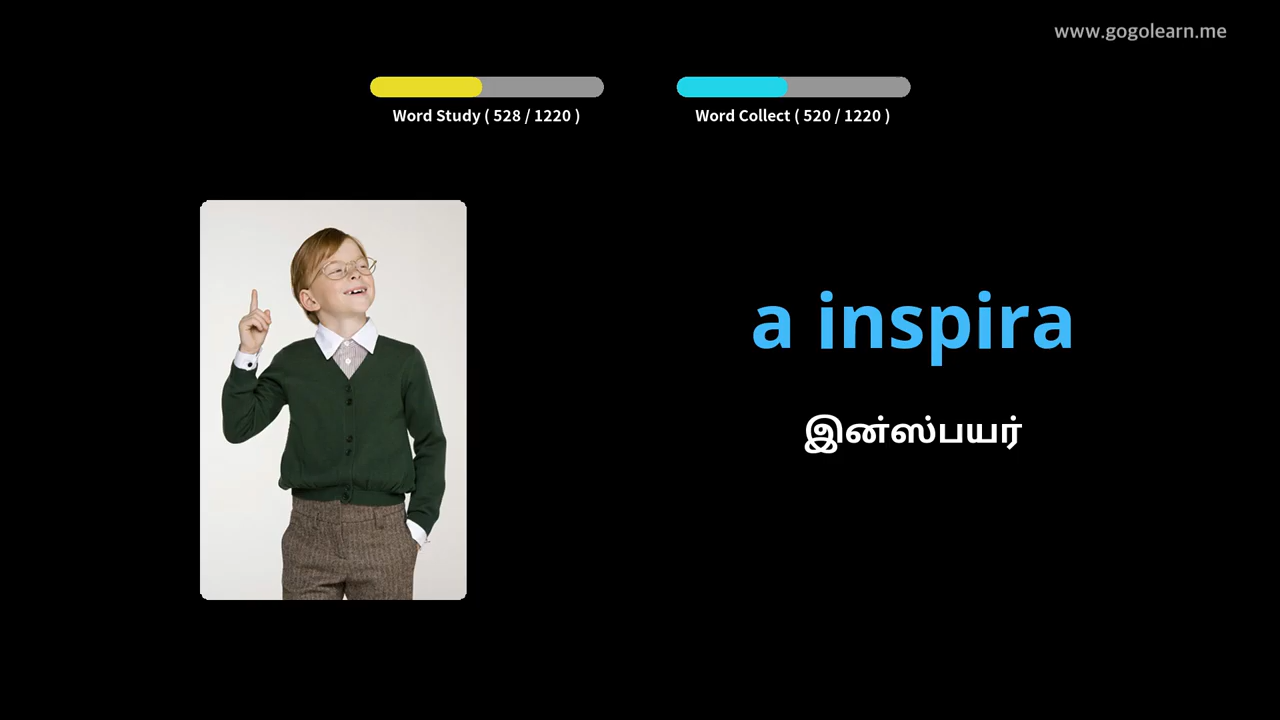 www.gogolearn.me
Word Study ( 528 / 1220 )
Word Collect ( 520 / 1220 )
a inspira
இன்ஸ்பயர்